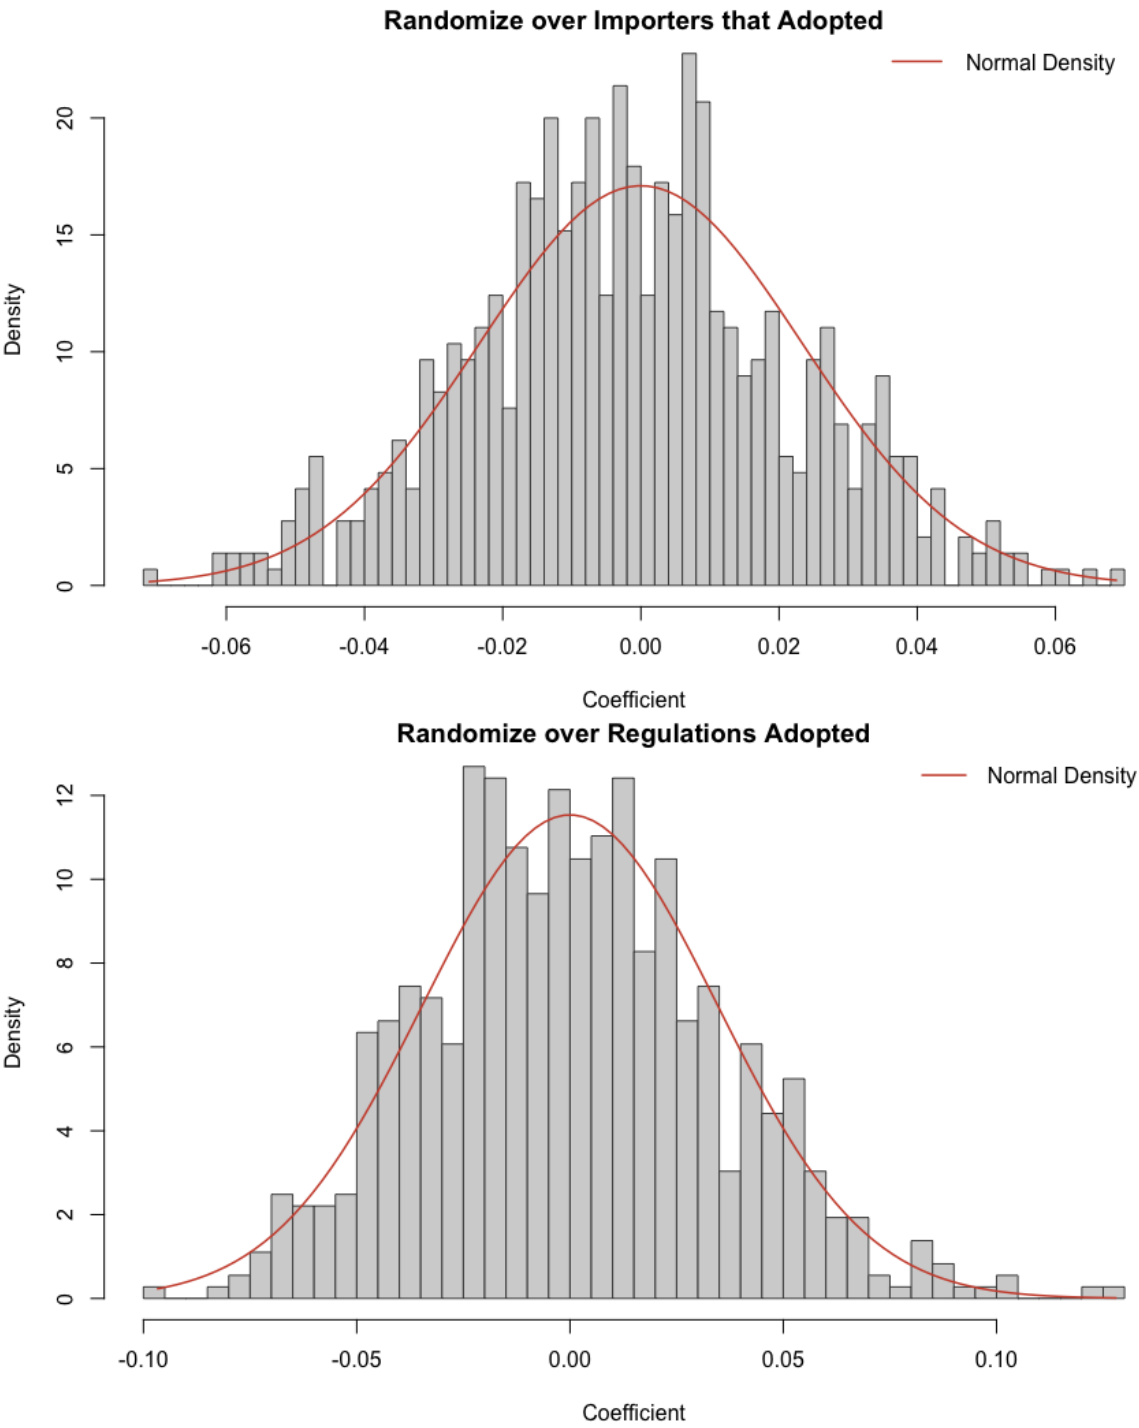 Randomize over Importers that Adopted
Normal Density
Density
20
15
10
5
0
-0.06 -0.04 -0.02 0.00 0.02 0.04 0.06
Coefficient
Randomize over Regulations Adopted
Normal Density
Density
12
10
8
6
4
2
0
-0.10 -0.05 0.00 0.05 0.10
Coefficient